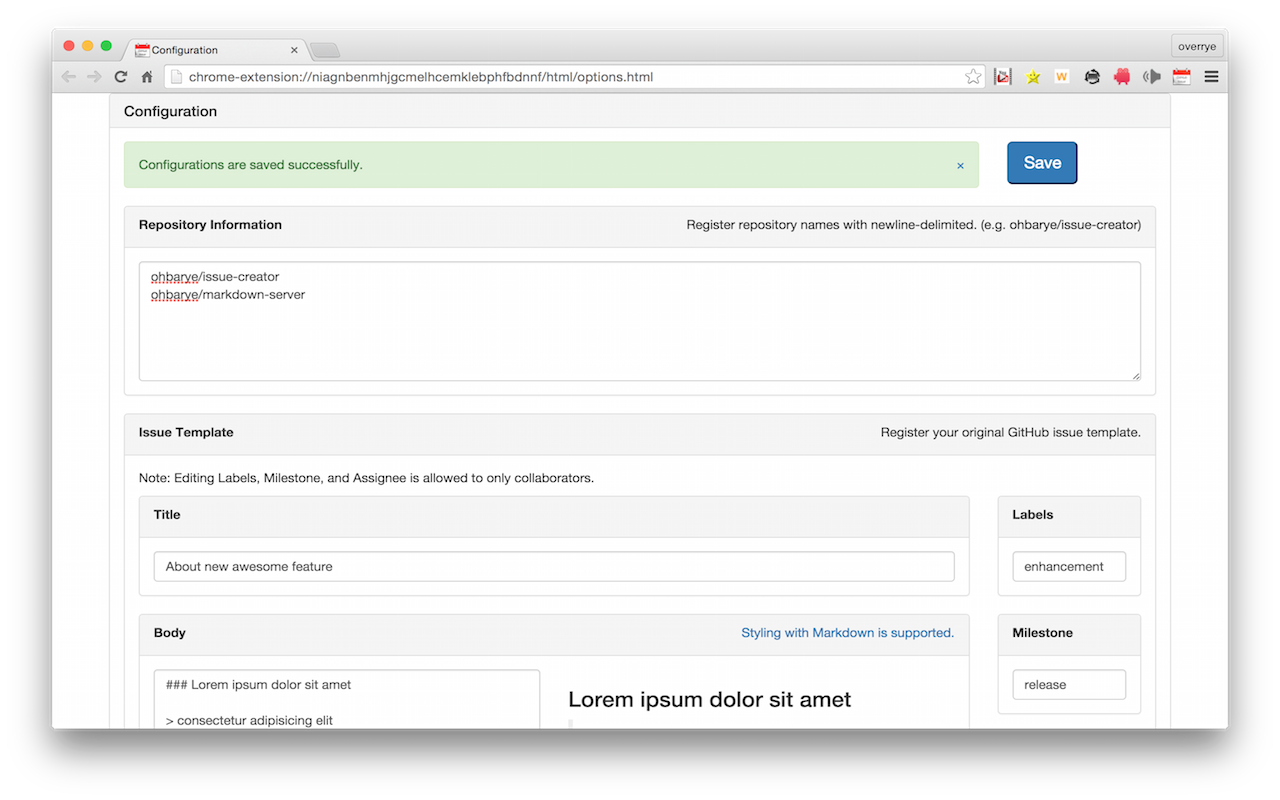 Configuration
overrye
chrome-extension://niagnbenmhjgcmelhcemklebphfbdnnf/html/options.html
W
Configuration
Configurations are saved successfully.
×
Save
Repository Information
Register repository names with newline-delimited. (e.g. ohbarye/issue-creator)
ohbarye/issue-creator
ohbarye/markdown-server
Issue Template
Register your original GitHub issue template.
Note: Editing Labels, Milestone, and Assignee is allowed to only collaborators.
Title
Labels
About new awesome feature
enhancement
Body
Styling with Markdown is supported.
Milestone
### Lorem ipsum dolor sit amet
Lorem ipsum dolor sit amet
release
> consectetur adipisicing elit